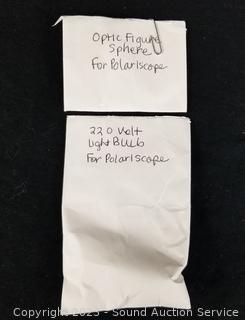 Optic Figure
Sphere
For Polariscope
220 Volt
Light Bulb
For Polariscope
Copyright 2023 - Sound Auction Service